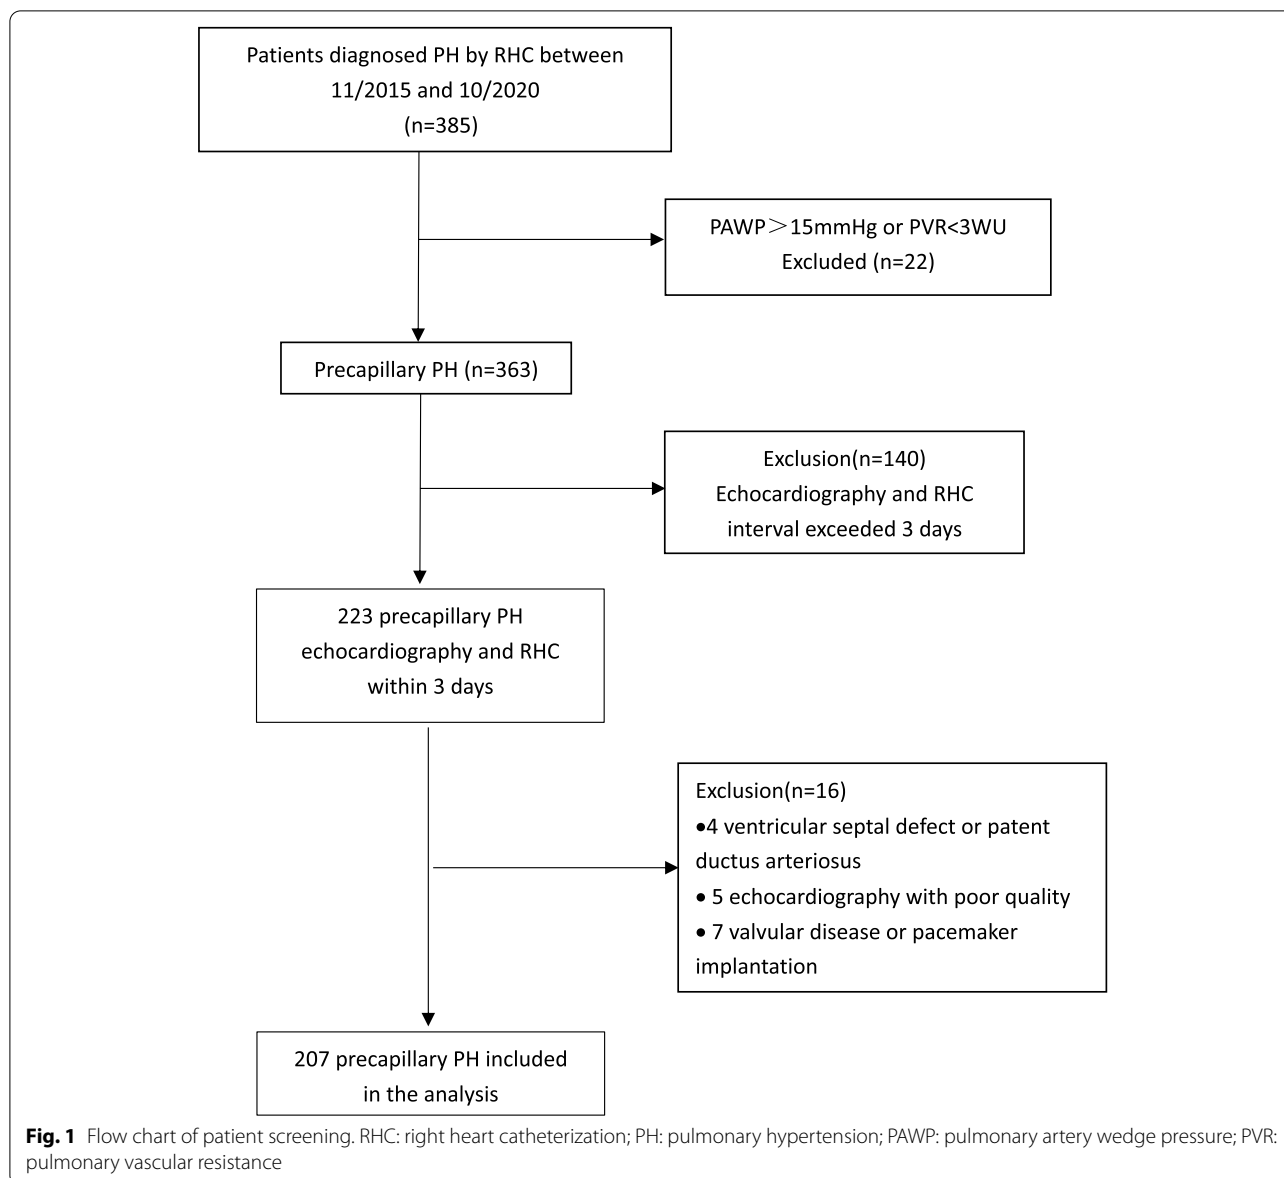 Patients diagnosed PH by RHC between
11/2015 and 10/2020
(n=385)
PAWP＞15mmHg or PVR<3WU
Excluded (n=22)
Precapillary PH (n=363)
Exclusion(n=140)
Echocardiography and RHC
interval exceeded 3 days
223 precapillary PH
echocardiography and RHC
within 3 days
Exclusion(n=16)
•4 ventricular septal defect or patent
ductus arteriosus
• 5 echocardiography with poor quality
• 7 valvular disease or pacemaker
implantation
207 precapillary PH included
in the analysis
Fig. 1 Flow chart of patient screening. RHC: right heart catheterization; PH: pulmonary hypertension; PAWP: pulmonary artery wedge pressure; PVR:
pulmonary vascular resistance